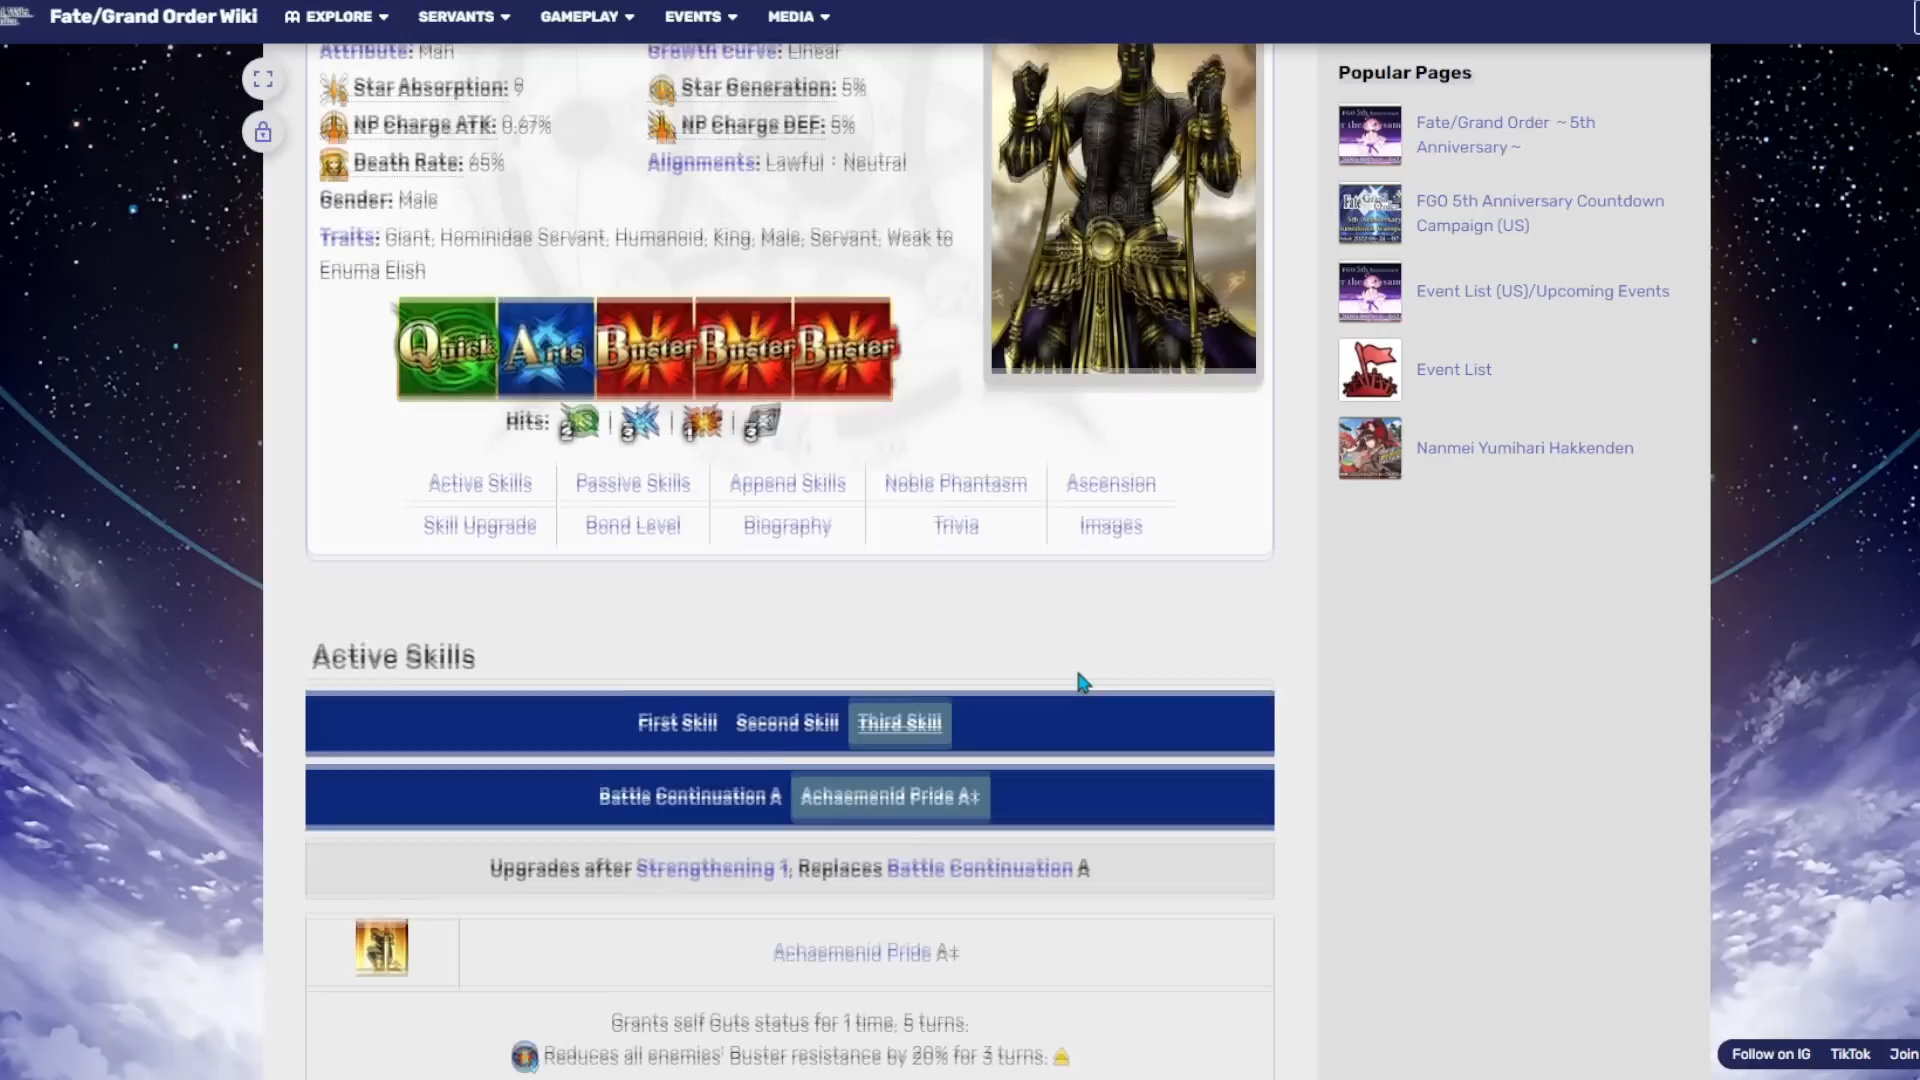 Fate/Grand Order Wiki
EXPLORE
SERVANTS
GAMEPLAY
EVENTS
MEDIA
Attribute: Man
Growth Curve: Linear
Star Absorption: 9
Star Generation: 5%
NP Charge ATK: 0.67%
NP Charge DEF: 5%
Death Rate: 65%
Alignments: Lawful・Neutral
Gender: Male
Traits: Giant, Hominidae Servant, Humanoid, King, Male, Servant, Weak to
Enuma Elish
Quick Arts Buster Buster Buster
Hits: 2 | 3 | 1 | 3
Active Skills
Passive Skills
Append Skills
Noble Phantasm
Ascension
Skill Upgrade
Bond Level
Biography
Trivia
Images
Active Skills
First Skill
Second Skill
Third Skill
Battle Continuation A
Achaemenid Pride A+
Upgrades after Strengthening 1, Replaces Battle Continuation A
Achaemenid Pride A+
Grants self Guts status for 1 time, 5 turns.
Reduces all enemies' Buster resistance by 20% for 3 turns.
Popular Pages
Fate/Grand Order ~5th
Anniversary~
FGO 5th Anniversary Countdown
Campaign (US)
Event List (US)/Upcoming Events
Event List
Nanmei Yumihari Hakkenden
Follow on IG
TikTok
Join